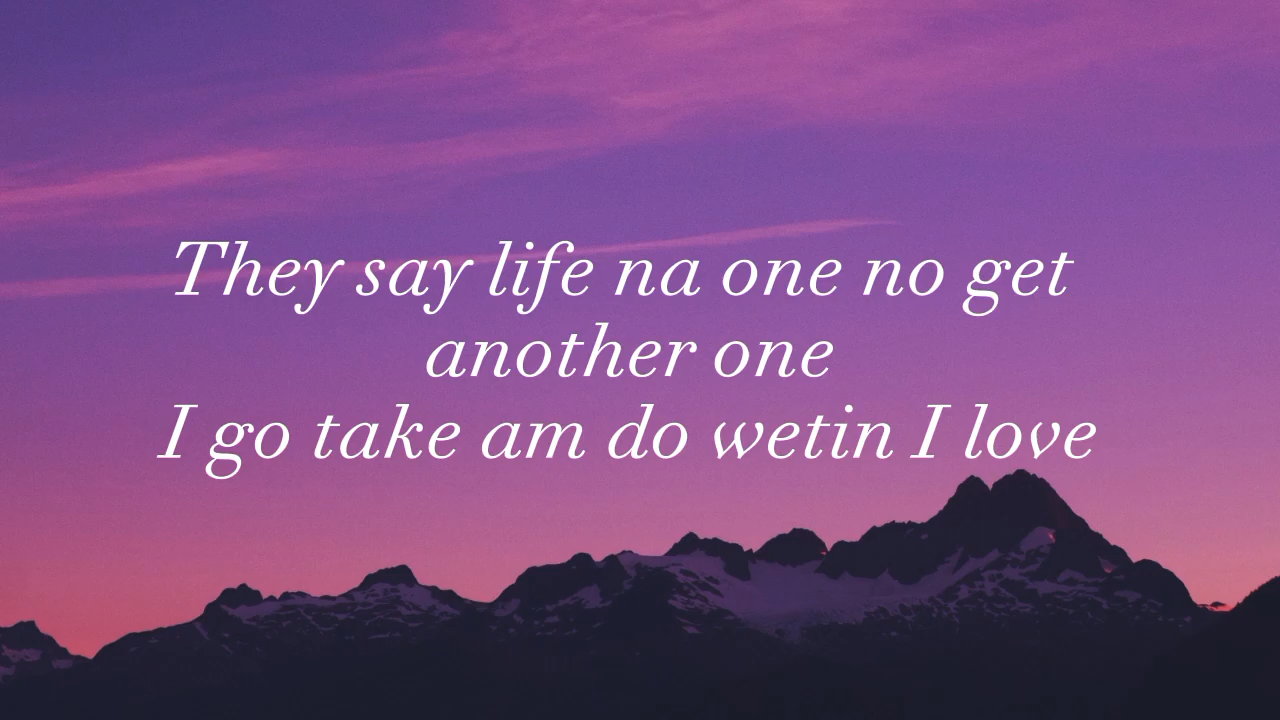 They say life na one no get
another one
I go take am do wetin I love